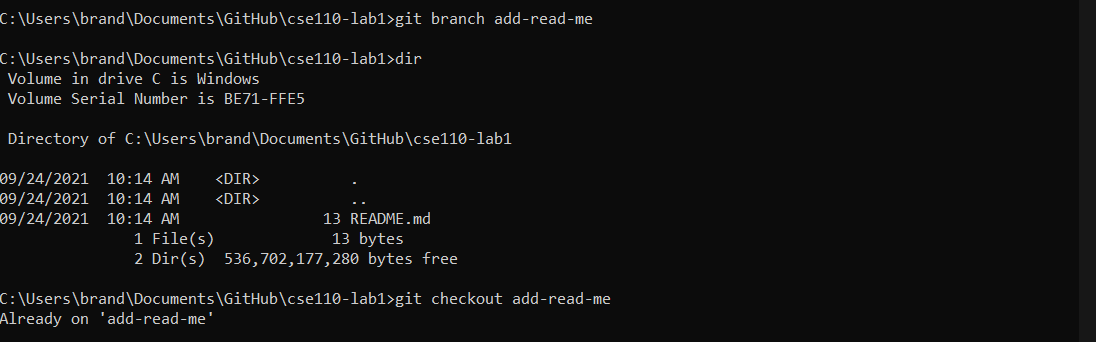 C:\Users\brand\Documents\GitHub\cse110-lab1>git branch add-read-me
C:\Users\brand\Documents\GitHub\cse110-lab1>dir
 Volume in drive C is Windows
 Volume Serial Number is BE71-FFE5
 Directory of C:\Users\brand\Documents\GitHub\cse110-lab1
09/24/2021  10:14 AM    <DIR>          .
09/24/2021  10:14 AM    <DIR>          ..
09/24/2021  10:14 AM                13 README.md
               1 File(s)             13 bytes
               2 Dir(s)  536,702,177,280 bytes free
C:\Users\brand\Documents\GitHub\cse110-lab1>git checkout add-read-me
Already on 'add-read-me'